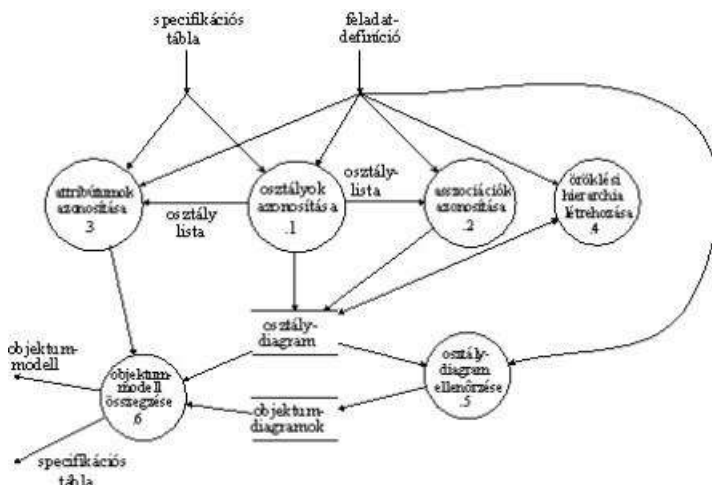 specifikációs
tábla
feladat-
definíció
attribútumok
azonosítása
3
osztály
lista
osztályok
azonosítása
.1
osztály-
lista
asszociációk
azonosítása
.2
öröklési
hierarchia
létrehozása
.4
osztály-
diagram
objektum-
modell
objektum-
modell
összegzése
.6
objektum-
diagramok
osztály-
diagram
ellenőrzése
.5
specifikációs
tábla